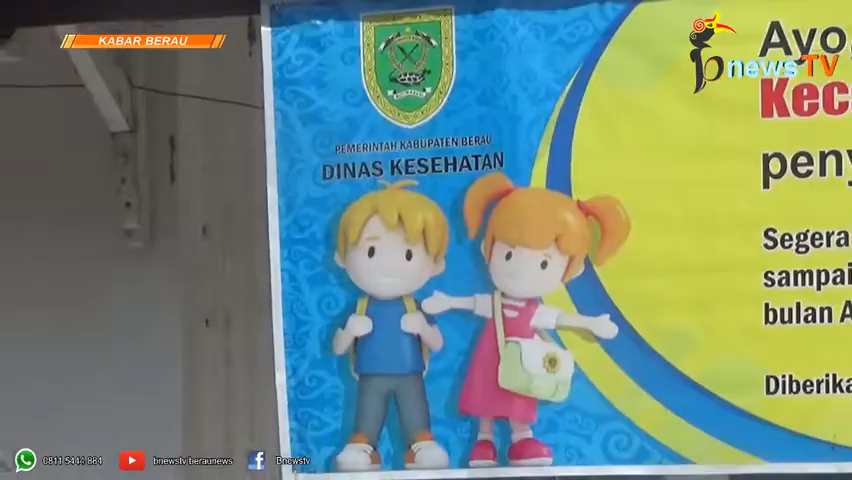 KABAR BERAU
PEMERINTAH KABUPATEN BERAU
DINAS KESEHATAN
Ayo
bnewsTV
Kec
peny
Segera
sampai
bulan A
Diberika
0811 5444 884
bnewstv beraunews
Bnewstv